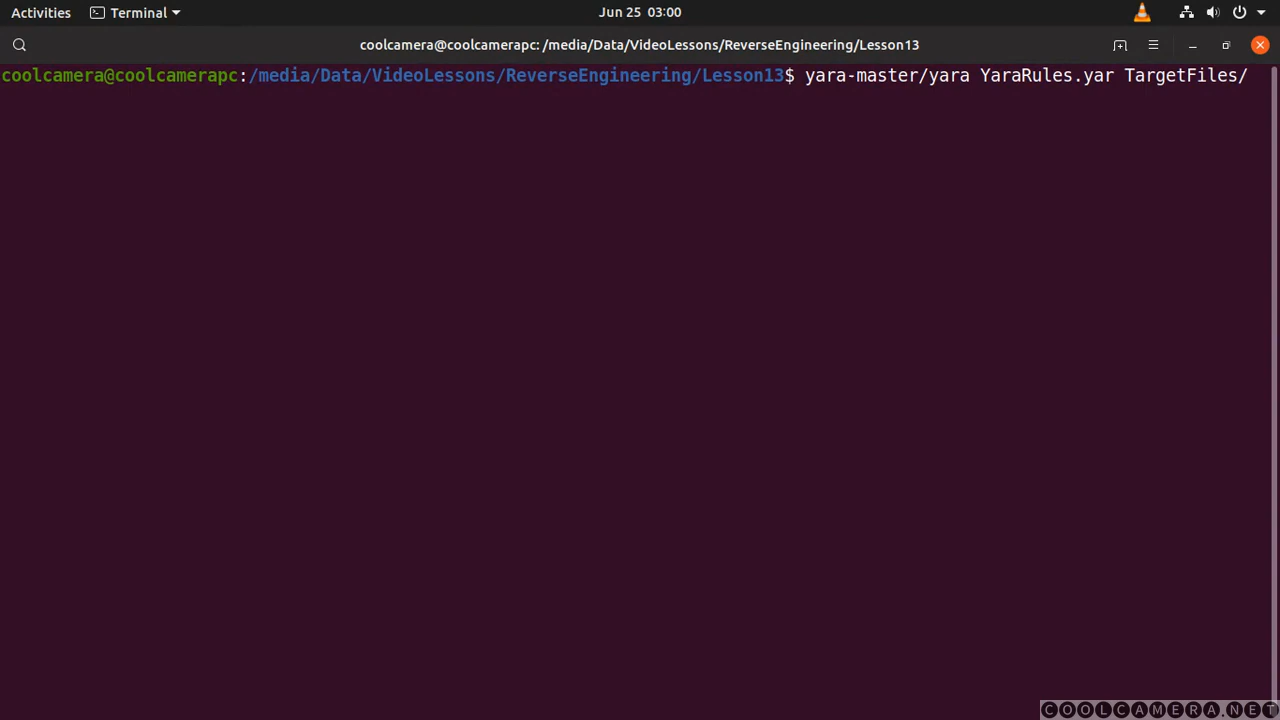 Activities Terminal Jun 25 03:00
coolcamera@coolcamerapc: /media/Data/VideoLessons/ReverseEngineering/Lesson13
coolcamera@coolcamerapc:/media/Data/VideoLessons/ReverseEngineering/Lesson13$ yara-master/yara YaraRules.yar TargetFiles/
COOLCAMERA.NET